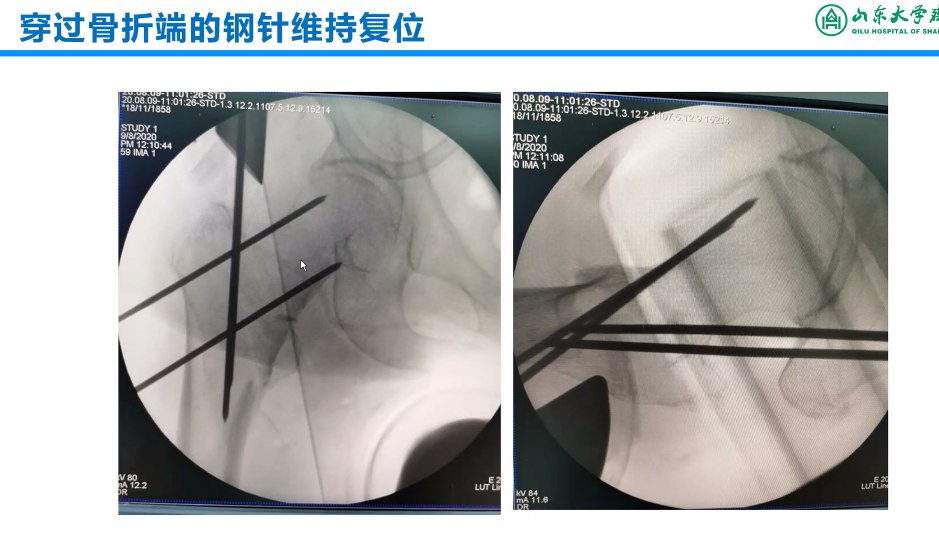 穿过骨折端的钢针维持复位
山东大学
QILU HOSPITAL OF SHA
20.08.09-11:01:26-STD
20.08.09-11:01:26-STD-1.3.12.2.1107.5.12.9.15214
*18/11/1858
STUDY 1
9/8/2020
PM 12:10:44
59 IMA 1
kV 80
mA 12.2
DR
E 2
LUT Lin
0.08.09-11:01:26-STD
0.08.09-11:01:26-STD-1.3.12.2.1107.5.12.9.15214
18/11/1858
STUDY 1
/8/2020
PM 12:11:08
0 IMA 1
kV 84
mA 11.6
DR
E 20
LUT Line